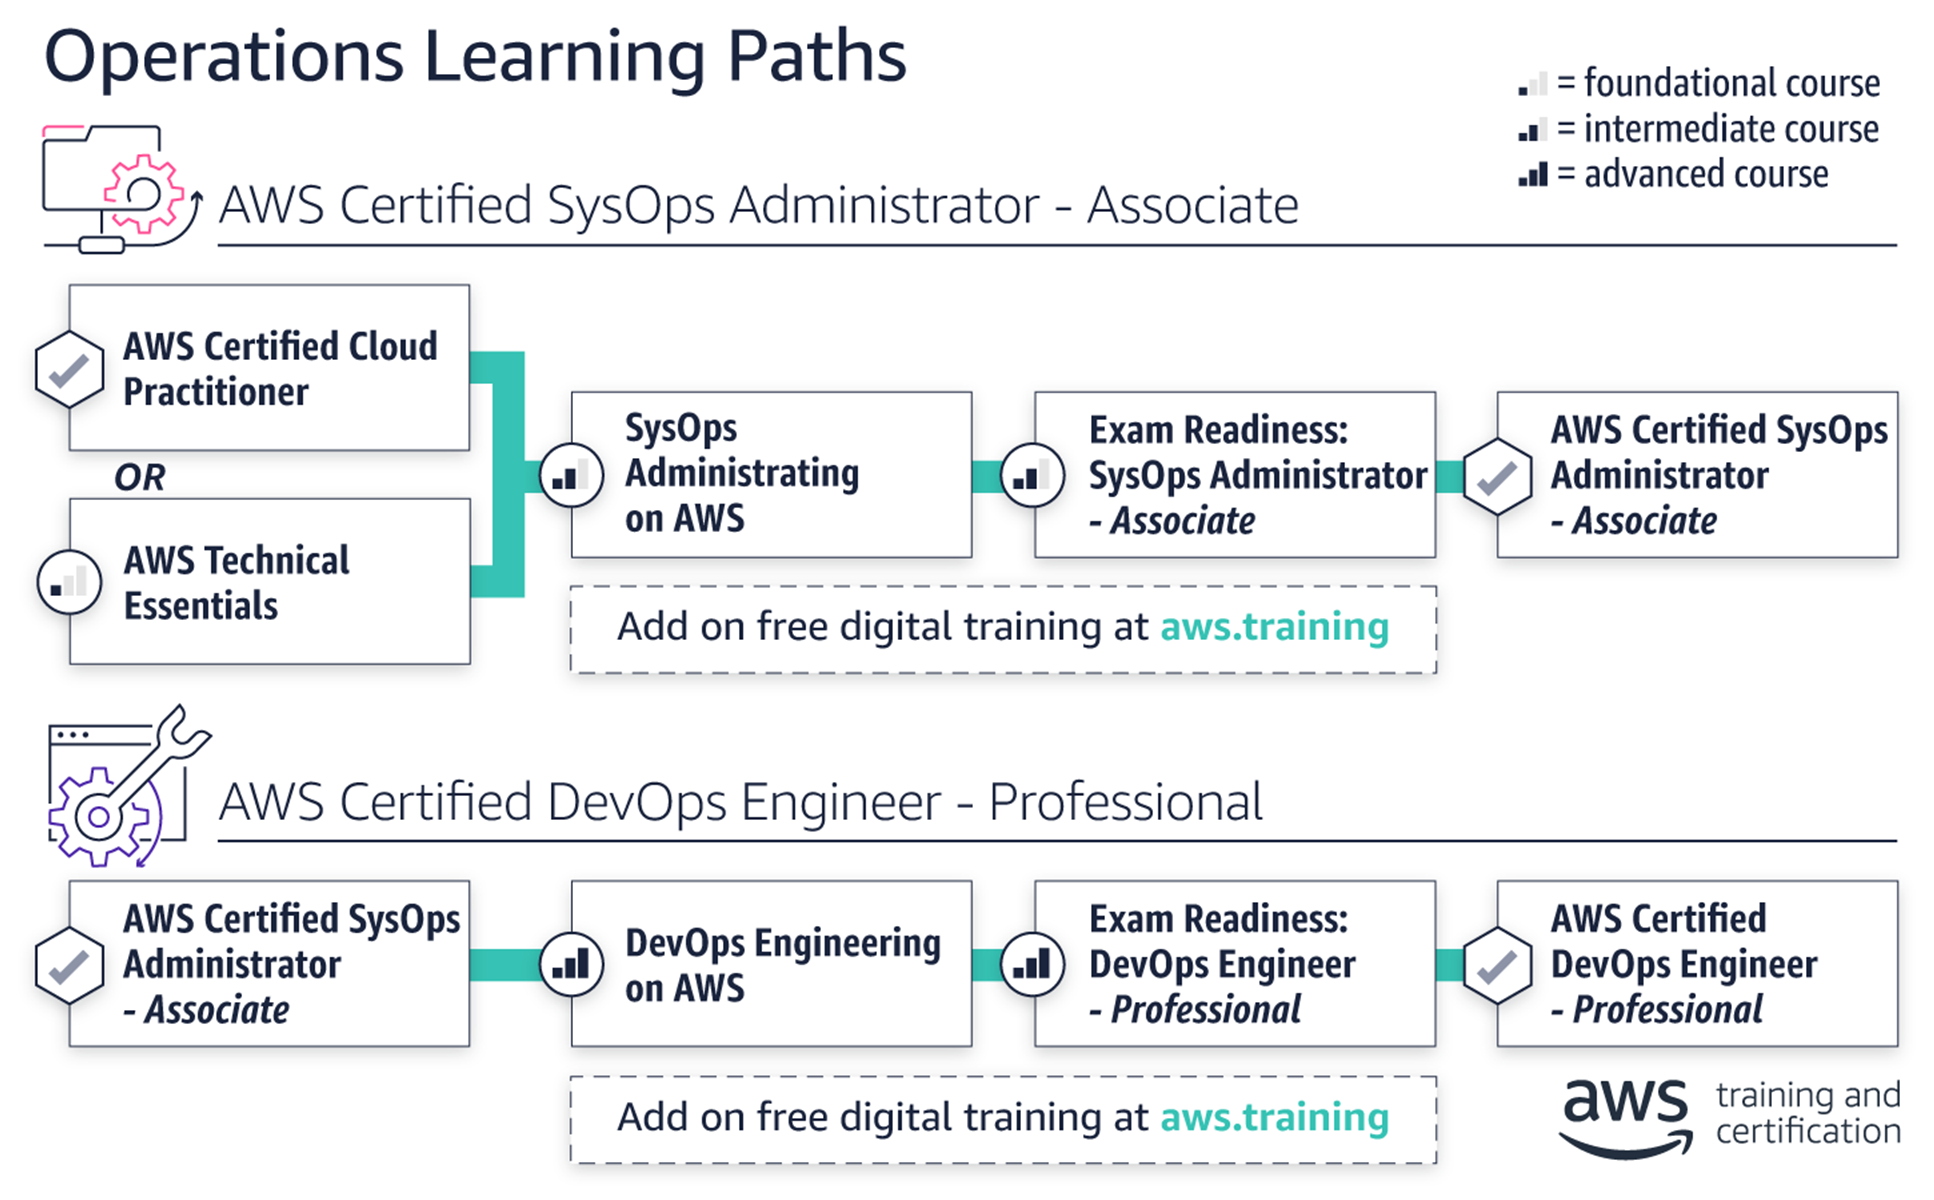 Operations Learning Paths
= foundational course
= intermediate course
= advanced course
AWS Certified SysOps Administrator - Associate
AWS Certified Cloud
Practitioner
OR
AWS Technical
Essentials
SysOps
Administrating
on AWS
Exam Readiness:
SysOps Administrator
- Associate
AWS Certified SysOps
Administrator
- Associate
Add on free digital training at aws.training
AWS Certified DevOps Engineer - Professional
AWS Certified SysOps
Administrator
- Associate
DevOps Engineering
on AWS
Exam Readiness:
DevOps Engineer
- Professional
AWS Certified
DevOps Engineer
- Professional
Add on free digital training at aws.training
aws
training and
certification